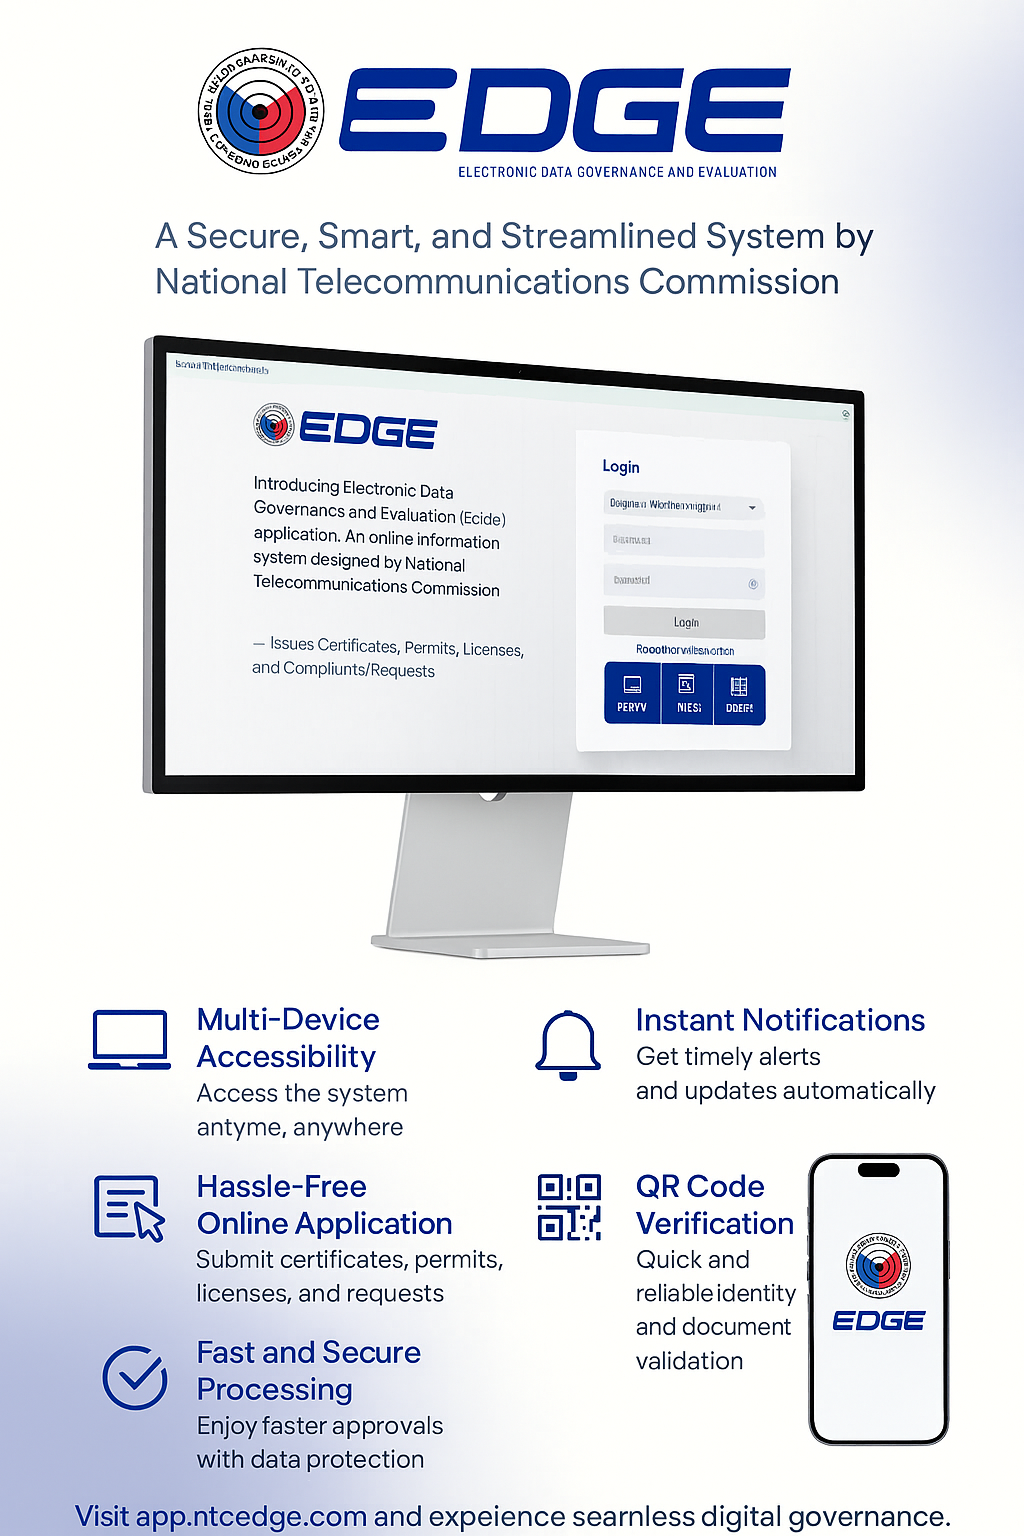 EDGE
ELECTRONIC DATA GOVERNANCE AND EVALUATION
A Secure, Smart, and Streamlined System by
National Telecommunications Commission
EDGE
Introducing Electronic Data
Governancs and Evaluation (Ecide)
application. An online information
system designed by National
Telecommunications Commission
— Issues Certificates, Permits, Licenses,
and Compliunts/Requests
Login
Login
PERYV
Multi-Device
Accessibility
Access the system
antyme, anywhere
Instant Notifications
Get timely alerts
and updates automatically
Hassle-Free
Online Application
Submit certificates, permits,
licenses, and requests
QR Code
Verification
Quick and
reliable identity
and document
validation
EDGE
Fast and Secure
Processing
Enjoy faster approvals
with data protection
Visit app.ntcedge.com and expeience searnless digital governance.